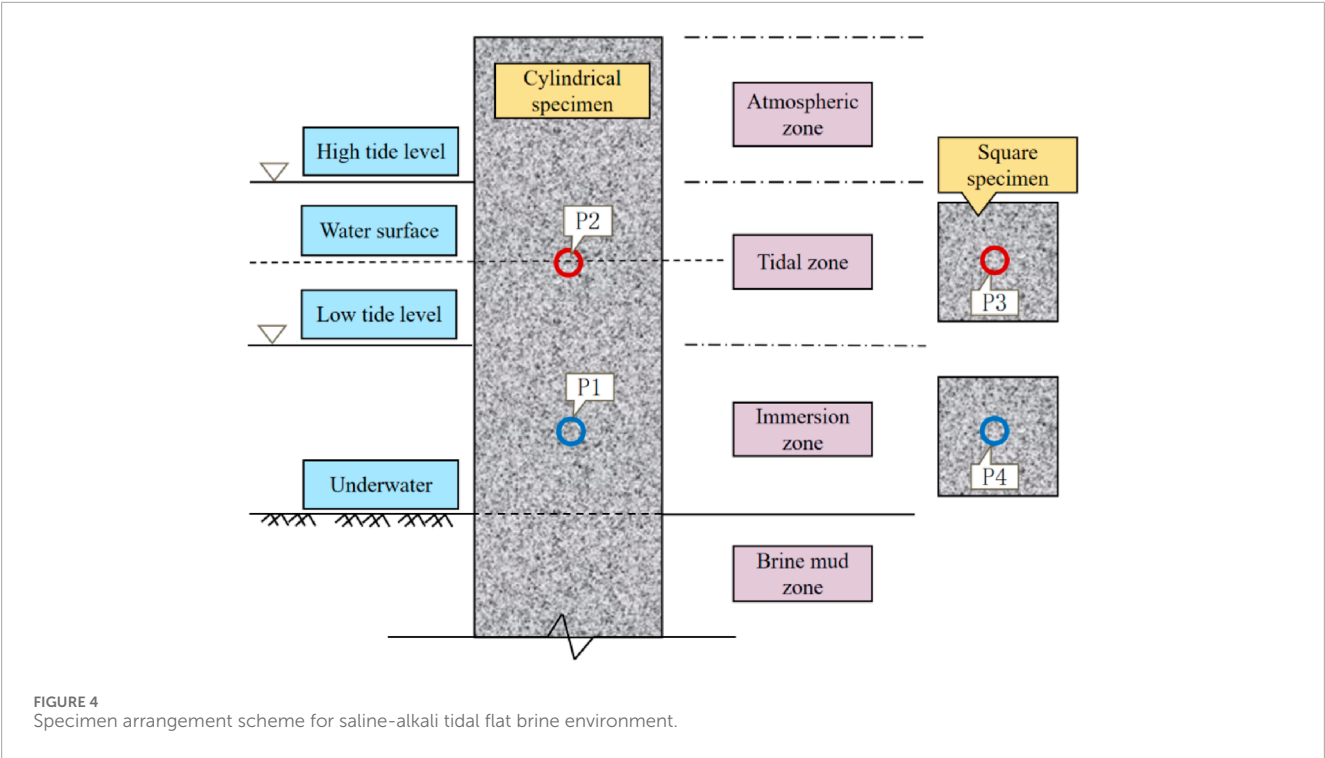 Cylindrical
specimen
Atmospheric
zone
High tide level
Square
specimen
Water surface
P2
Tidal zone
P3
Low tide level
P1
Immersion
zone
P4
Underwater
Brine mud
zone
FIGURE 4
Specimen arrangement scheme for saline-alkali tidal flat brine environment.